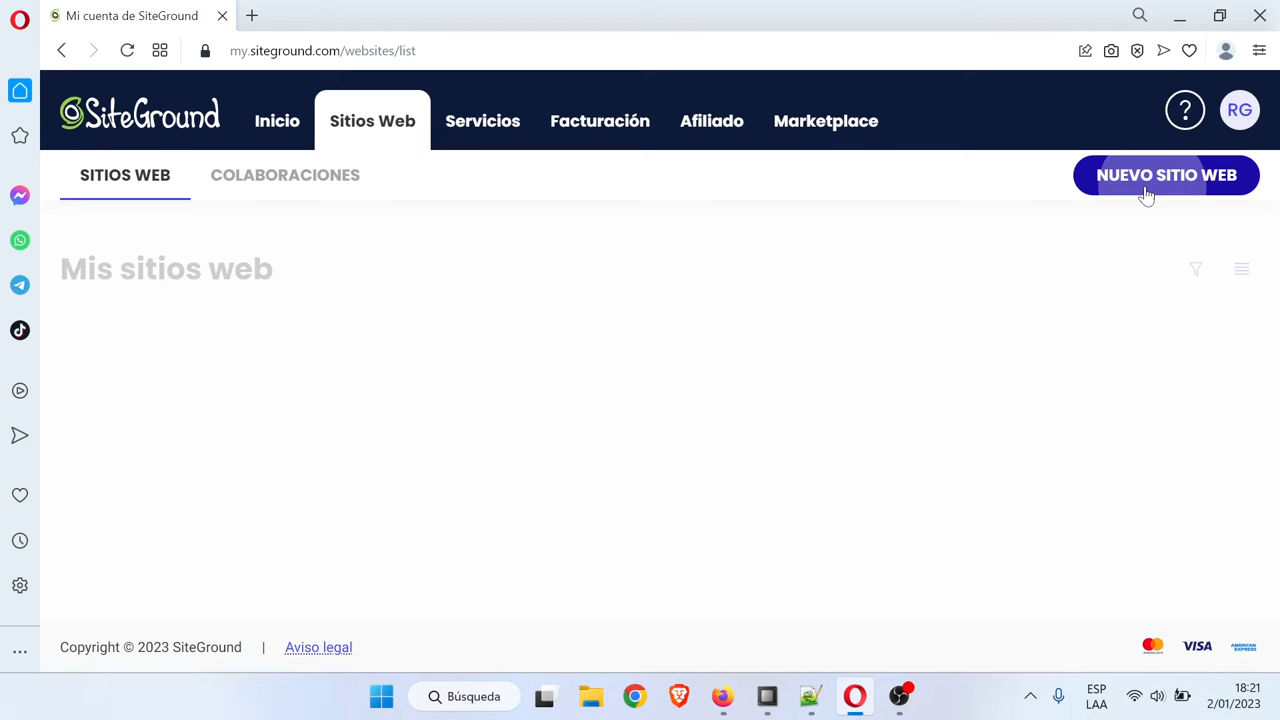 Mi cuenta de SiteGround
my.siteground.com/websites/list
SiteGround
Inicio
Sitios Web
Servicios
Facturación
Afiliado
Marketplace
?
RG
SITIOS WEB
COLABORACIONES
NUEVO SITIO WEB
Mis sitios web
Copyright © 2023 SiteGround | Aviso legal
VISA
AMERICAN EXPRESS
Búsqueda
ESP
LAA
18:21
2/01/2023